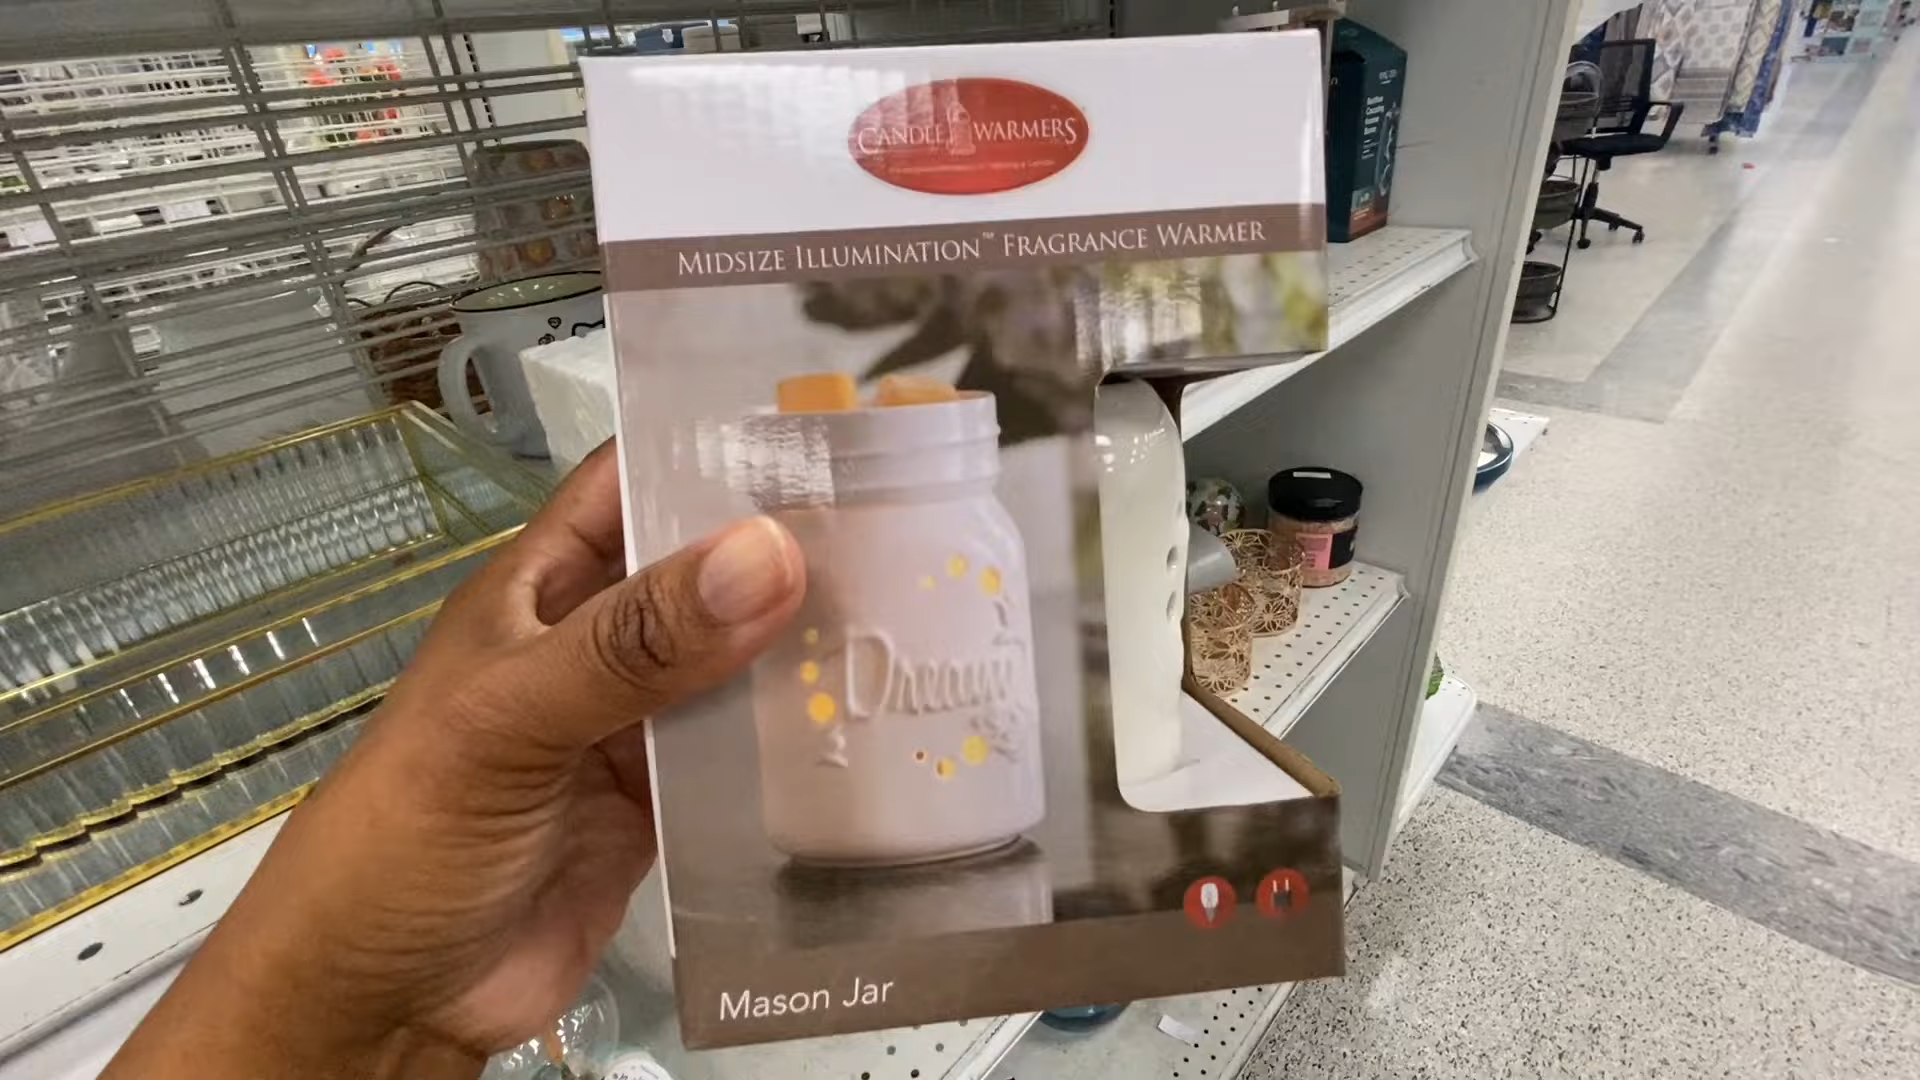 CANDLE WARMERS
MIDSIZE ILLUMINATION™ FRAGRANCE WARMER
Dream
Mason Jar